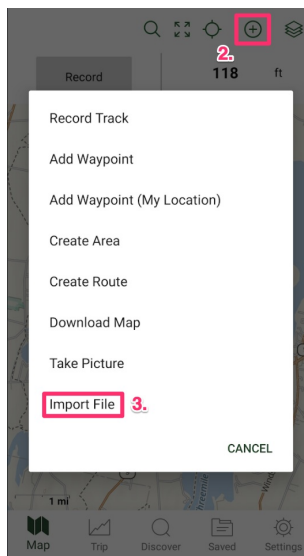 2.
Record
118 ft
Record Track
Add Waypoint
Add Waypoint (My Location)
Create Area
Create Route
Download Map
Take Picture
Import File 3.
CANCEL
1 mi
Map Trip Discover Saved Settings